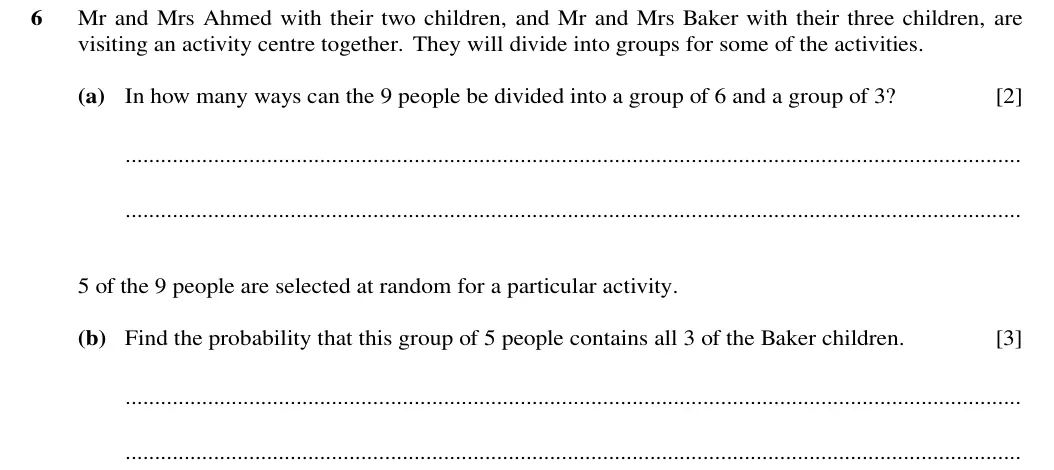 6 Mr and Mrs Ahmed with their two children, and Mr and Mrs Baker with their three children, are
visiting an activity centre together. They will divide into groups for some of the activities.
(a) In how many ways can the 9 people be divided into a group of 6 and a group of 3? [2]
5 of the 9 people are selected at random for a particular activity.
(b) Find the probability that this group of 5 people contains all 3 of the Baker children. [3]